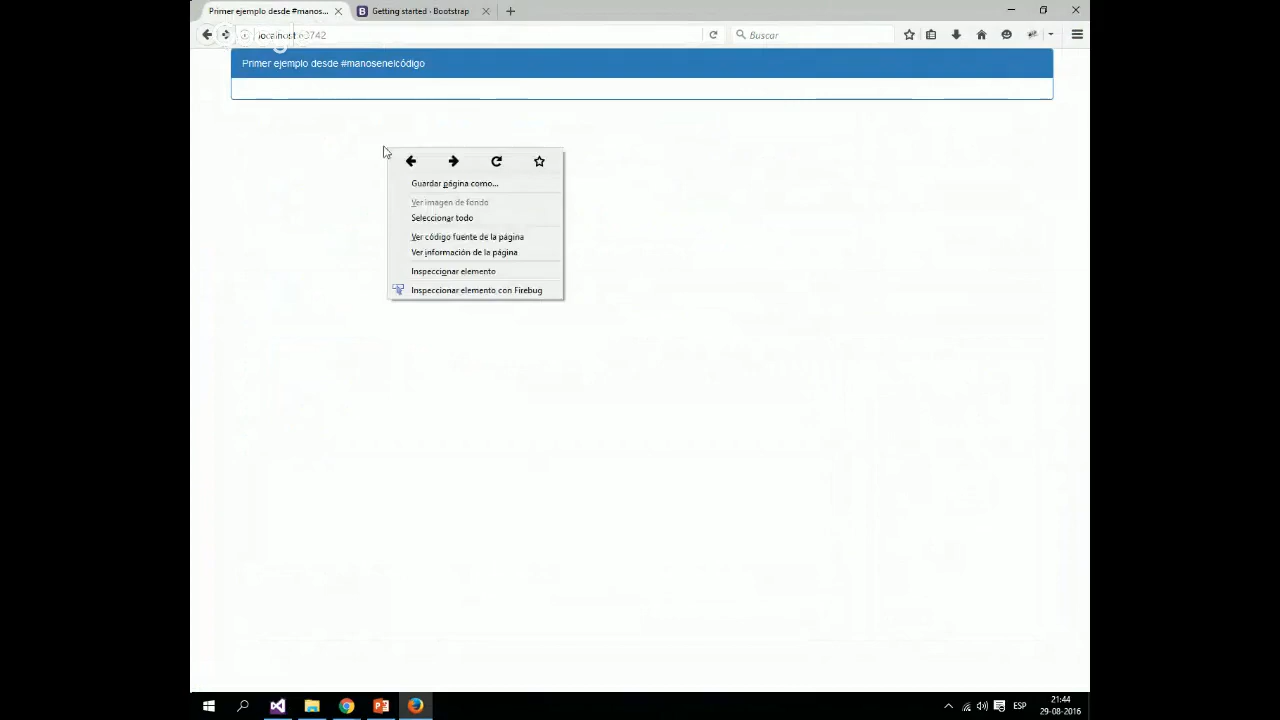 Primer ejemplo desde #manos...
Getting started · Bootstrap
Buscar
Primer ejemplo desde #manosenelcódigo
Guardar página como...
Ver imagen de fondo
Seleccionar todo
Ver código fuente de la página
Ver información de la página
Inspeccionar elemento
Inspeccionar elemento con Firebug
21:44
ESP
29-08-2016